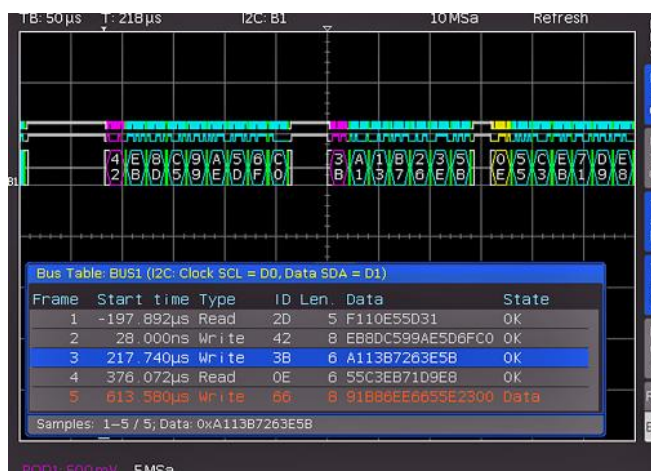 TB: 50µs T: 218µs I2C: B1 10MSa Refresh
4 E 8 C 9 A 5 6 C 3 A 1 B 2 3 5 0 5 C E 7 D E
2 B D 5 9 E D F 0 B 1 3 7 6 E B E 5 3 B 1 9 8
B1
Bus Table: BUS1 (I2C: Clock SCL = D0, Data SDA = D1)
Frame Start time Type ID Len. Data State
1 -197.892µs Read 2D 5 F110E55D31 OK
2 28.000ns Write 42 8 EB8DC599AE5D6FC0 OK
3 217.740µs Write 3B 6 A113B7263E5B OK
4 376.072µs Read 0E 6 55C3EB71D9E8 OK
5 613.580µs Write 66 8 91B86EE6655E2300 Data
Samples: 1-5 / 5; Data: 0xA113B7263E5B
POD1: 500mV 5MSa